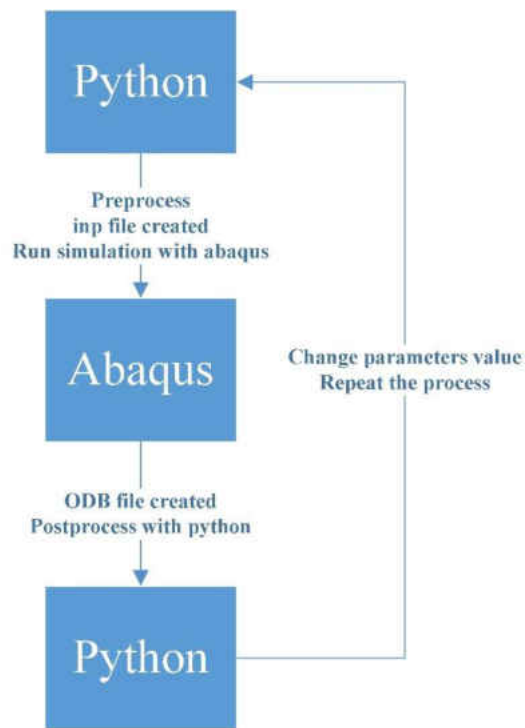 Python
Preprocess
inp file created
Run simulation with abaqus
Abaqus
Change parameters value
Repeat the process
ODB file created
Postprocess with python
Python